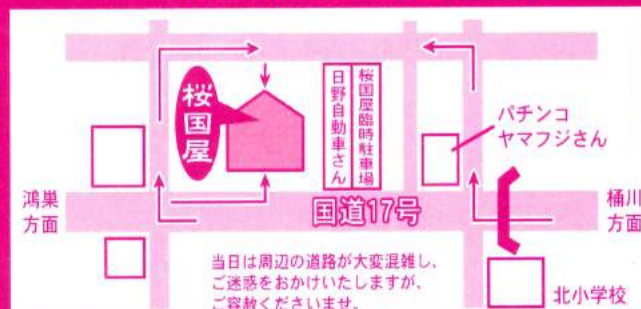 桜国屋
日野自動車さん
桜国屋臨時駐車場
パチンコ
ヤマフジさん
鴻巣
方面
国道17号
桶川
方面
当日は周辺の道路が大変混雑し、
ご迷惑をおかけいたしますが、
ご容赦くださいませ。
北小学校